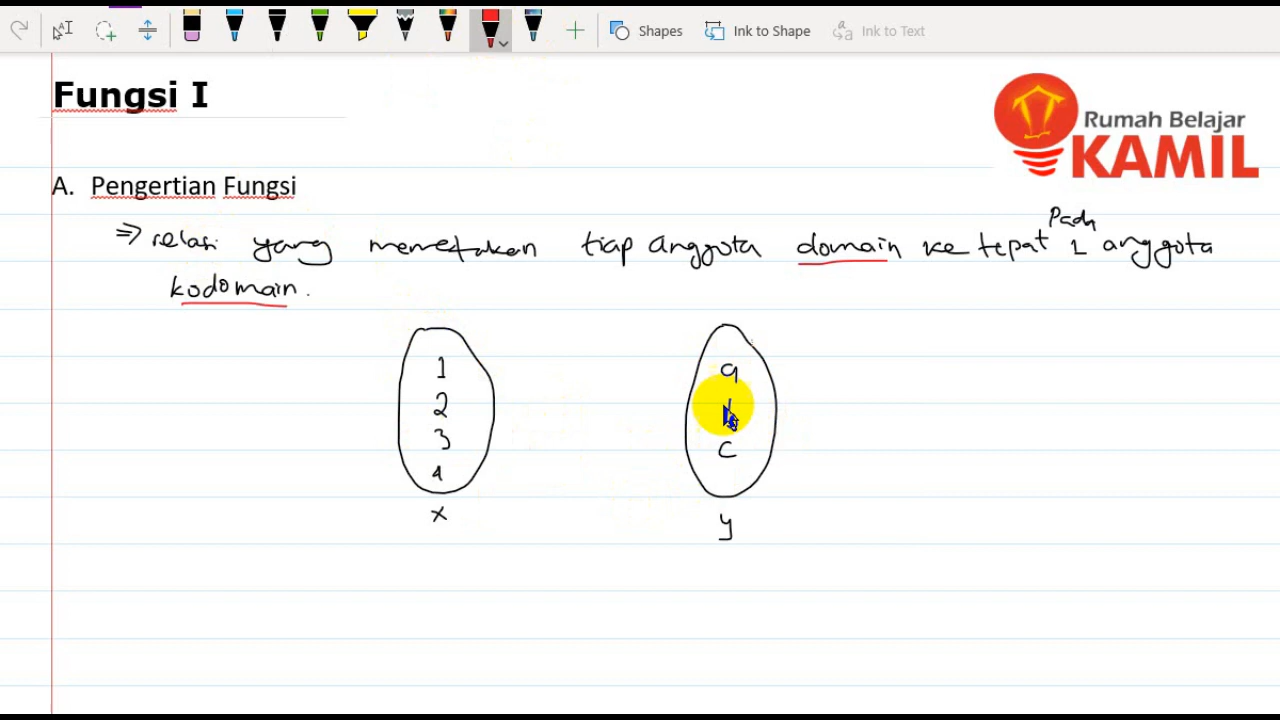 Shapes
Ink to Shape
Ink to Text
Fungsi I
Rumah Belajar
KAMIL
A. Pengertian Fungsi
Pada
⇒ relasi yang memetakan tiap anggota domain ke tepat 1 anggota
kodomain.
1
2
3
4
x
a
c
y